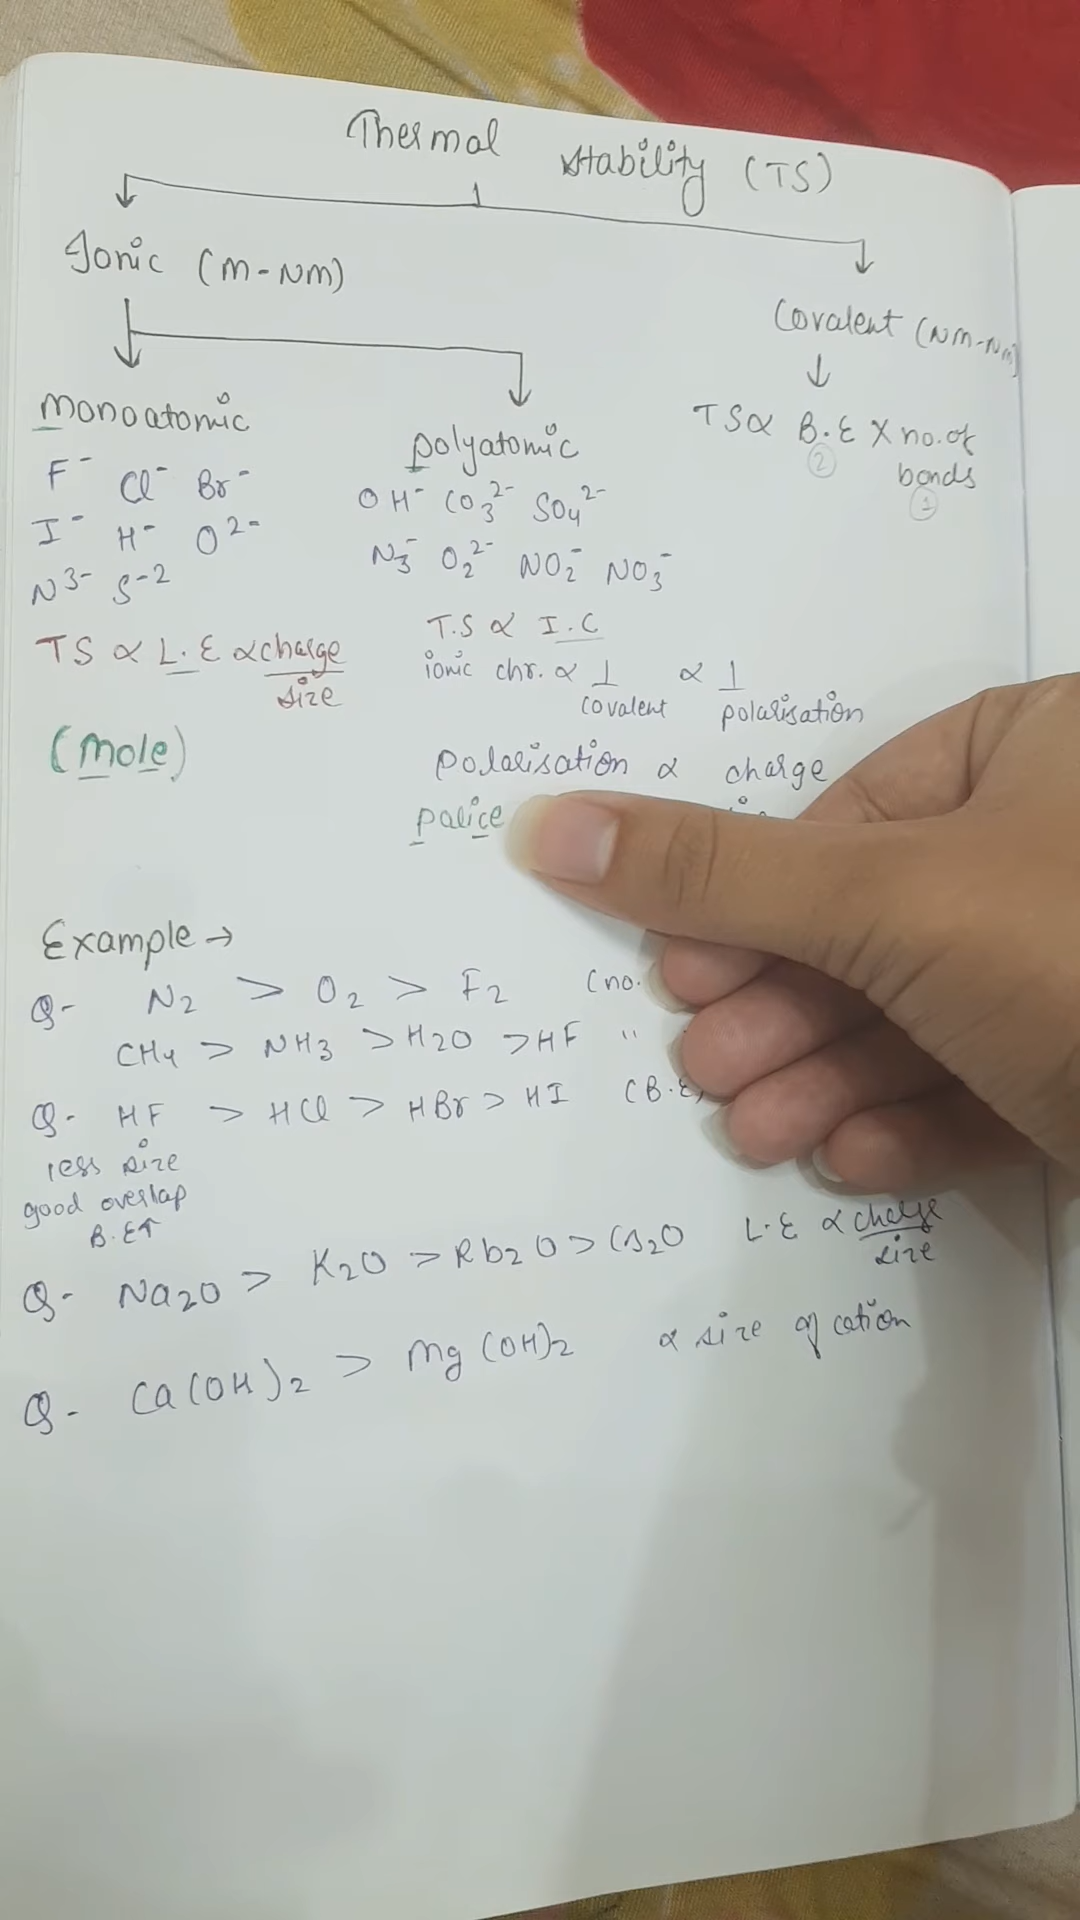 Thermal stability (TS)
Ionic (M-NM)
Covalent (NM-NM)
TS∝ B.E X no. of bonds
② ①
Monoatomic
F⁻ Cl⁻ Br⁻
I⁻ H⁻ O²⁻
N³⁻ S⁻²
TS ∝ L.E ∝ charge/size
(Mole)
polyatomic
OH⁻ CO₃²⁻ SO₄²⁻
N₃⁻ O₂²⁻ NO₂⁻ NO₃⁻
T.S ∝ I.C
ionic chr. ∝ 1/covalent ∝ 1/polarisation
polarisation ∝ charge
palice
Example →
Q- N₂ > O₂ > F₂ (no.
CH₄ > NH₃ > H₂O > HF "
Q- HF > HCl > HBr > HI (B.E)
less size
good overlap
B.E↑
Q- Na₂O > K₂O > Rb₂O > Cs₂O L.E ∝ charge/size
Q- Ca(OH)₂ > Mg(OH)₂ ∝ size of cation